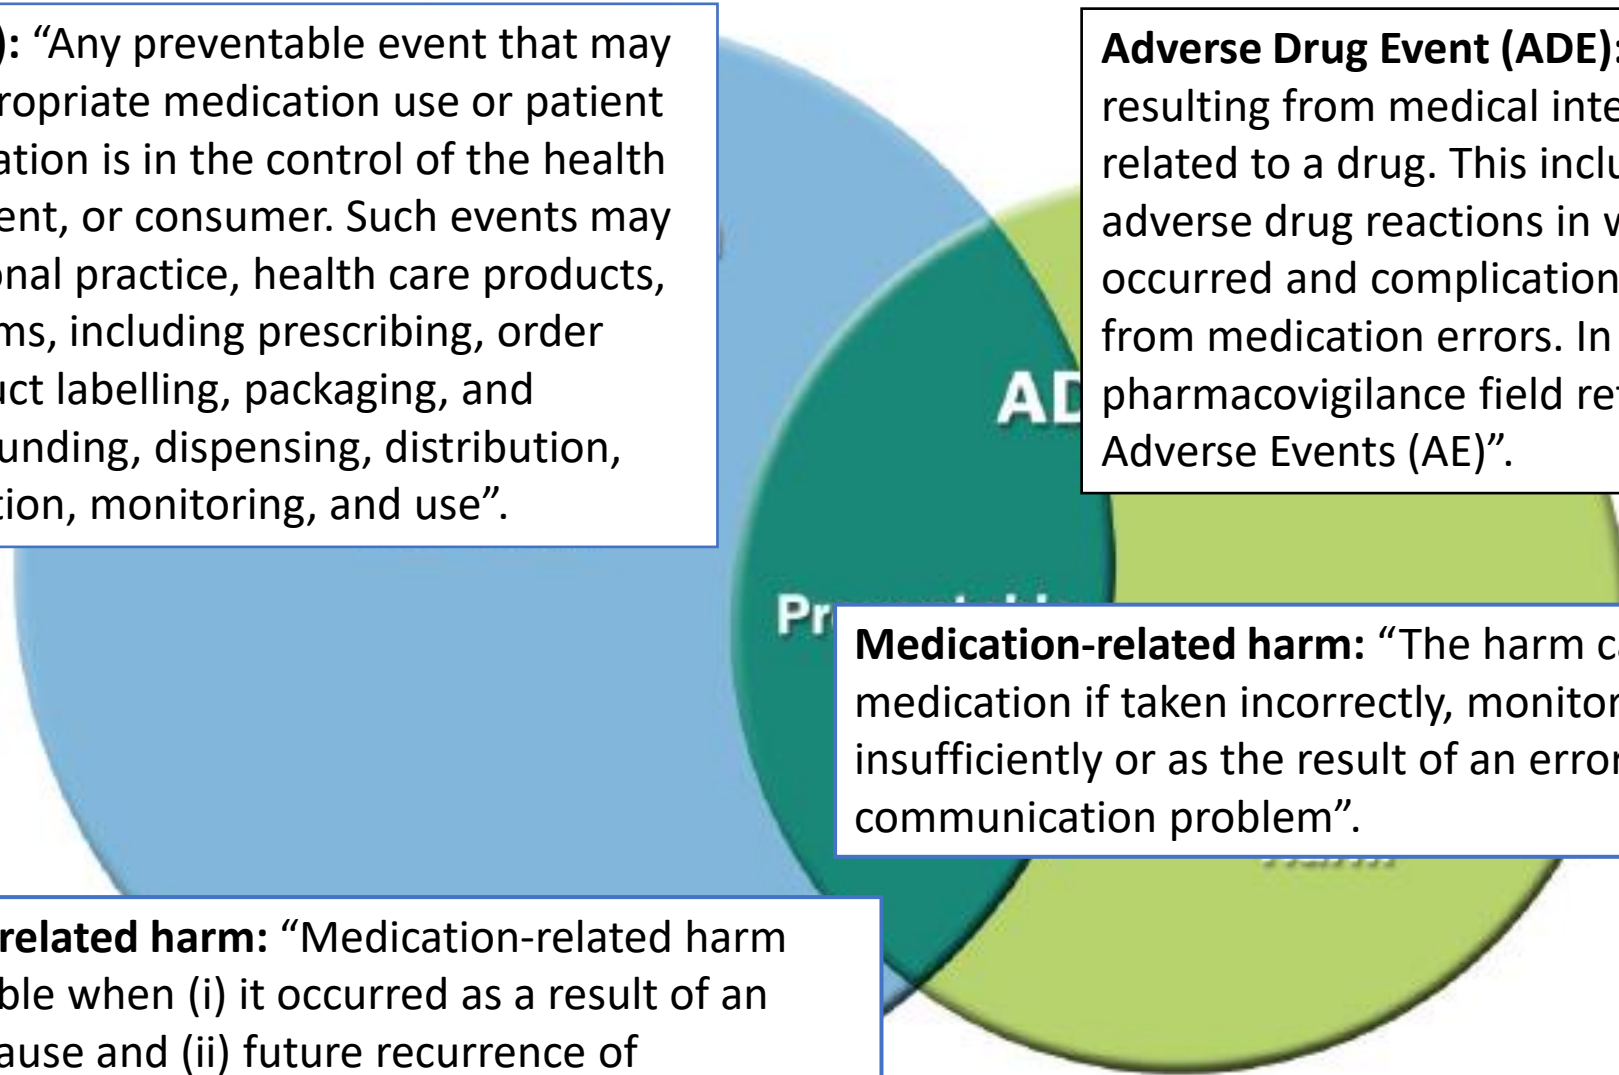 ): “Any preventable event that may
ropriate medication use or patient
ation is in the control of the health
ent, or consumer. Such events may
onal practice, health care products,
ms, including prescribing, order
uct labelling, packaging, and
unding, dispensing, distribution,
tion, monitoring, and use”.
Adverse Drug Event (ADE):
resulting from medical inte
related to a drug. This inclu
adverse drug reactions in w
occurred and complication
from medication errors. In
pharmacovigilance field ref
Adverse Events (AE)”.
AD
Pr
Medication-related harm: “The harm ca
medication if taken incorrectly, monitor
insufficiently or as the result of an error
communication problem”.
related harm: “Medication-related harm
ble when (i) it occurred as a result of an
ause and (ii) future recurrence of